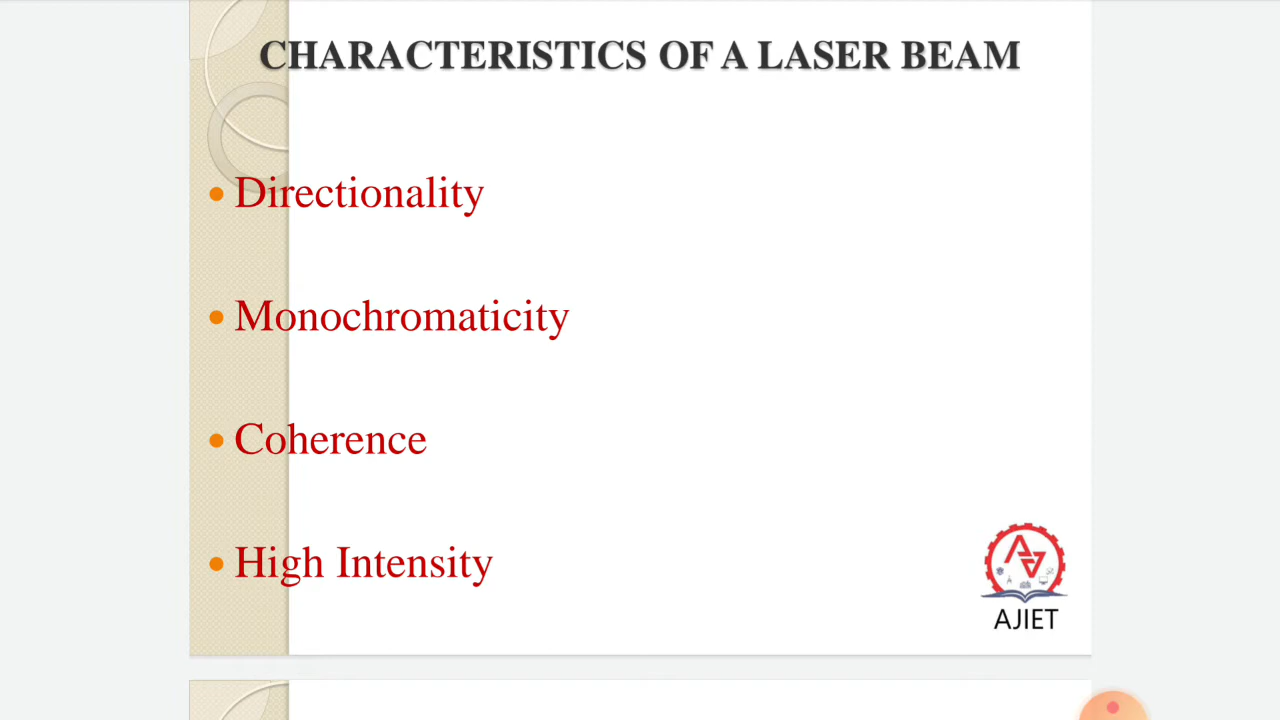 CHARACTERISTICS OF A LASER BEAM
• Directionality
• Monochromaticity
• Coherence
• High Intensity
AJIET